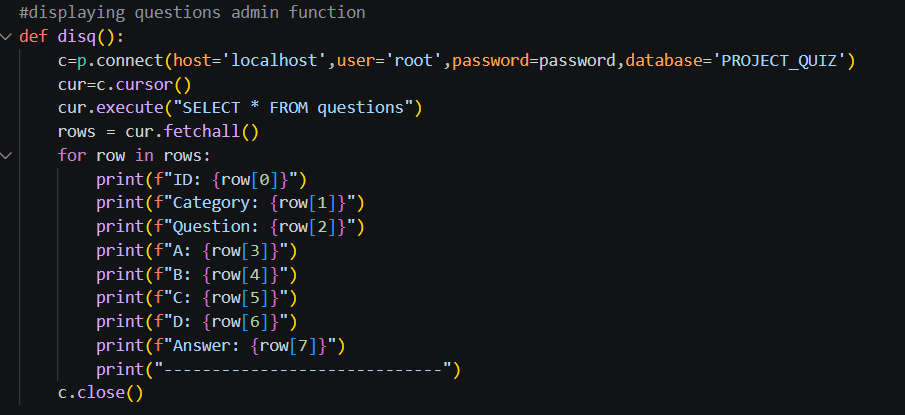 #displaying questions admin function
def disq():
    c=p.connect(host='localhost',user='root',password=password,database='PROJECT_QUIZ')
    cur=c.cursor()
    cur.execute("SELECT * FROM questions")
    rows = cur.fetchall()
    for row in rows:
        print(f"ID: {row[0]}")
        print(f"Category: {row[1]}")
        print(f"Question: {row[2]}")
        print(f"A: {row[3]}")
        print(f"B: {row[4]}")
        print(f"C: {row[5]}")
        print(f"D: {row[6]}")
        print(f"Answer: {row[7]}")
        print("-----------------------------")
    c.close()